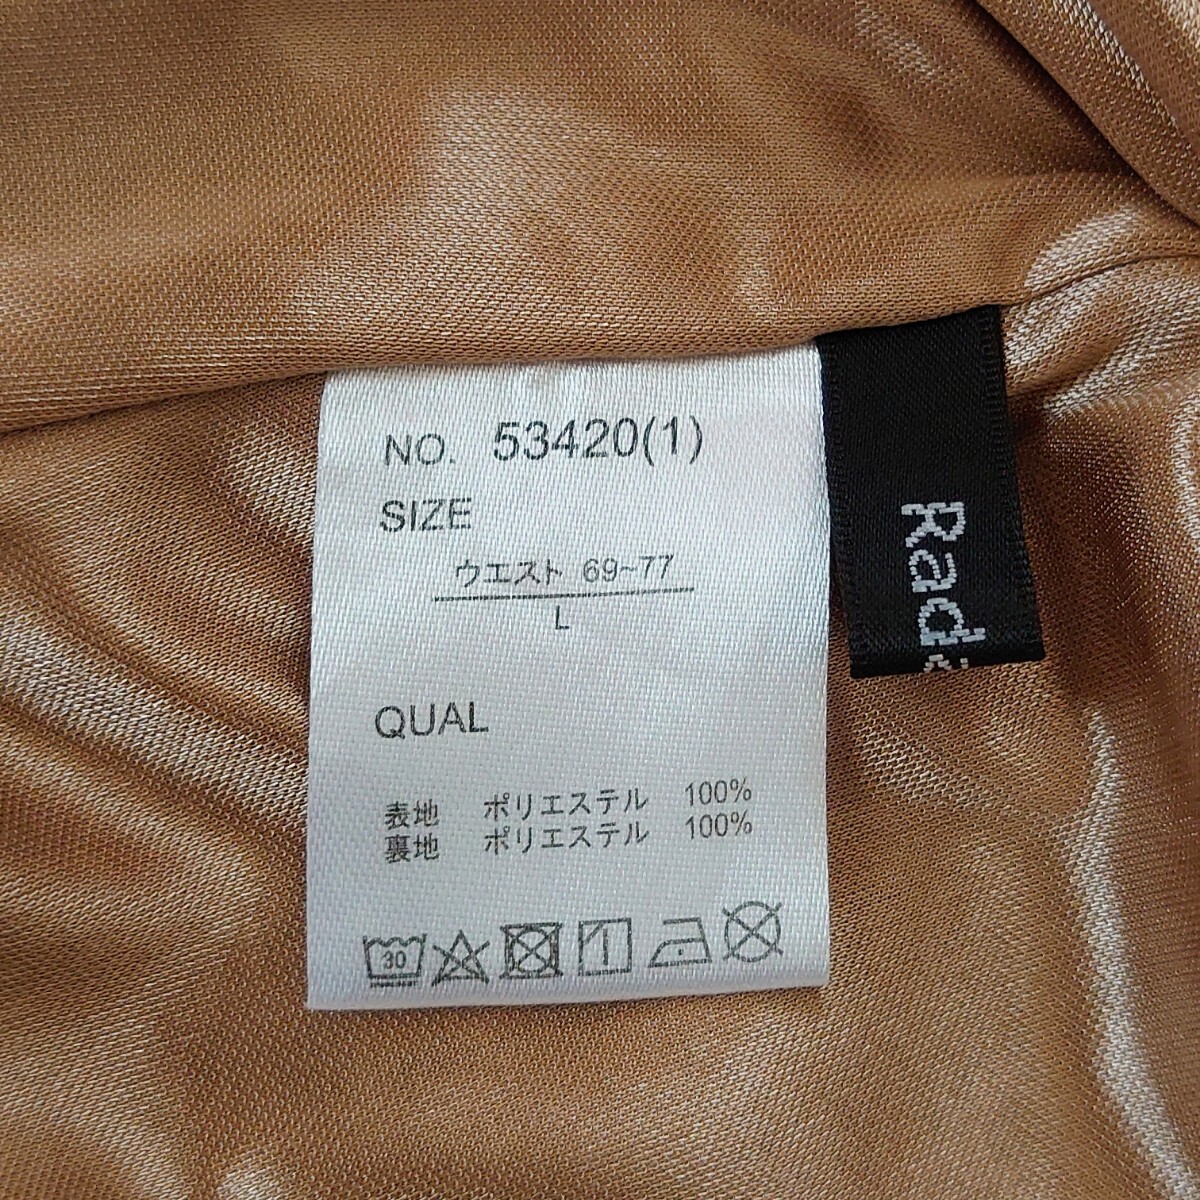 NO. 53420(1)
SIZE
ウエスト 69~77
L
QUAL
表地 ポリエステル 100%
裏地 ポリエステル 100%
30
Rad